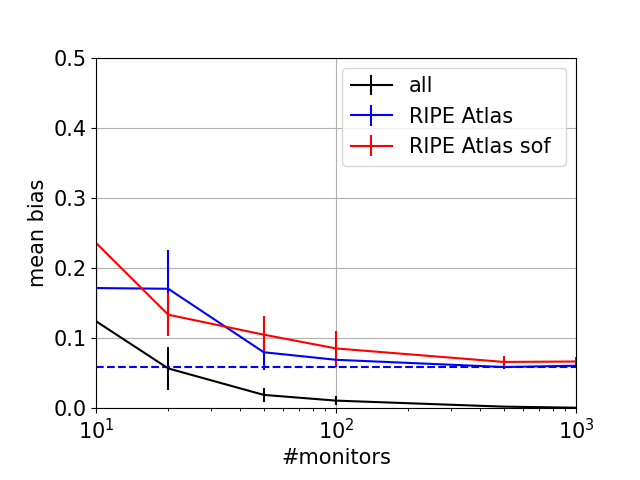 0.5
0.4
0.3
0.2
0.1
0.0
mean bias
all
RIPE Atlas
RIPE Atlas sof
10¹
10²
10³
#monitors